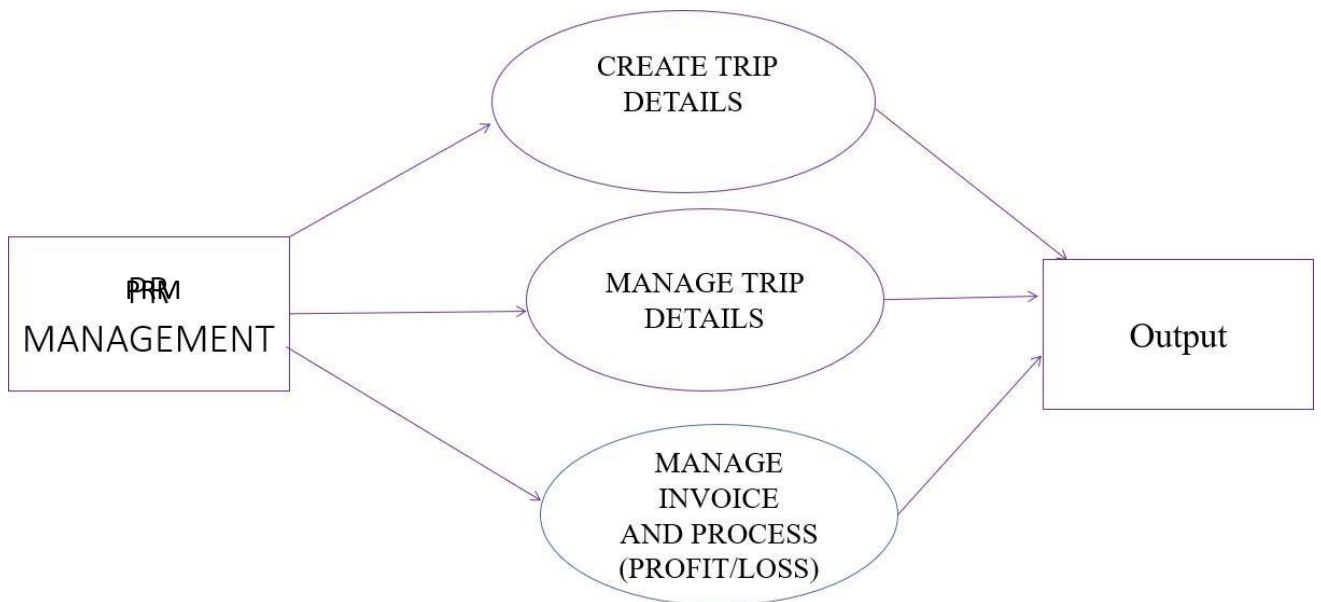 CREATE TRIP
DETAILS
MANAGEMENT
MANAGE TRIP
DETAILS
Output
MANAGE
INVOICE
AND PROCESS
(PROFIT/LOSS)